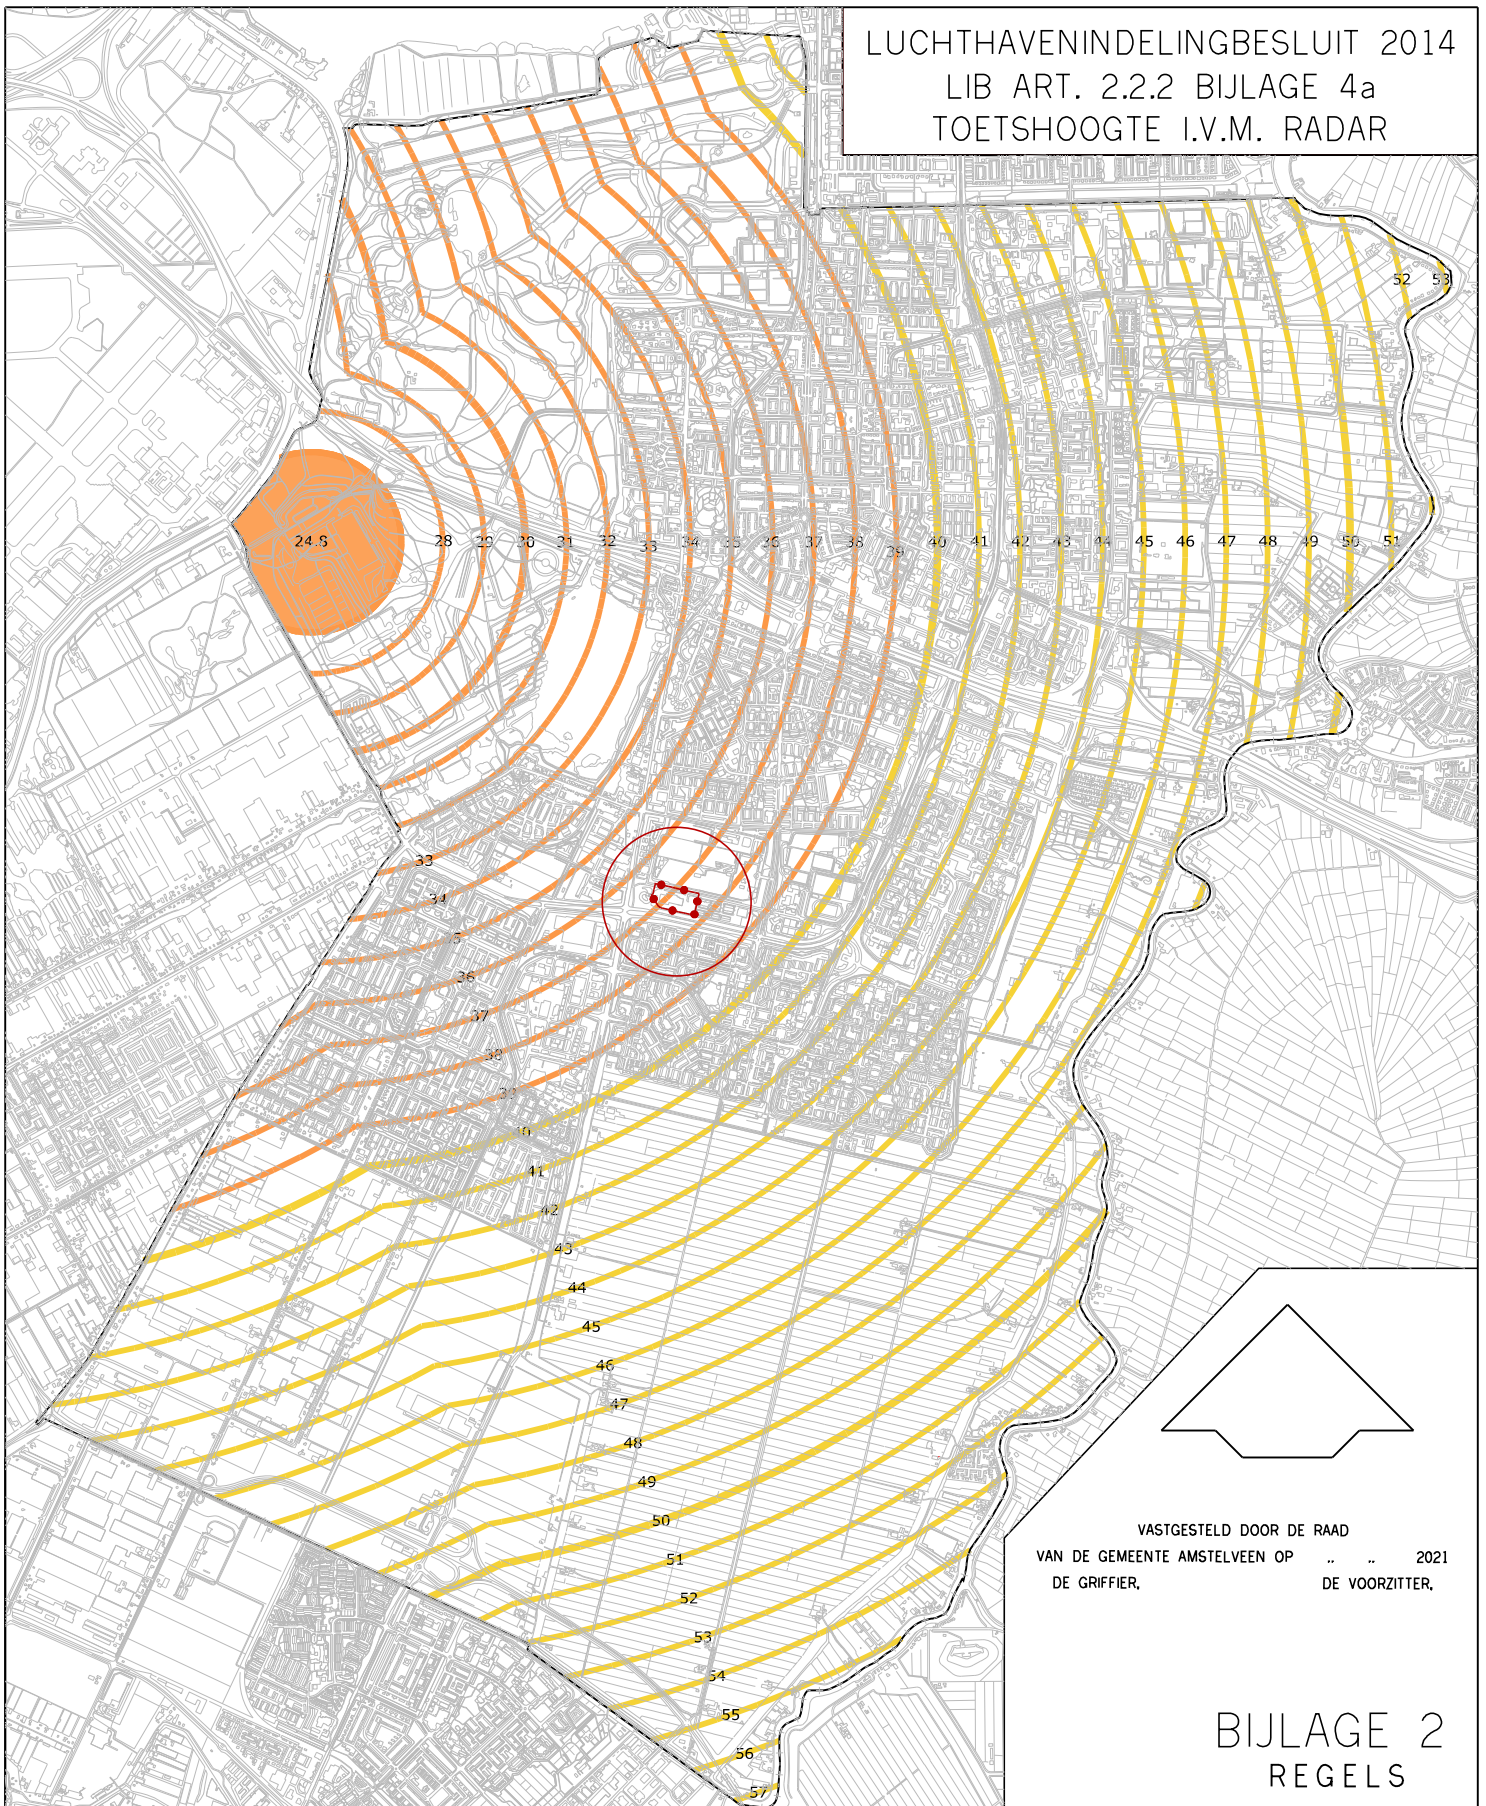 LUCHTHAVENINDELINGBESLUIT 2014
LIB ART. 2.2.2 BIJLAGE 4a
TOETSHOOGTE I.V.M. RADAR
52 53
24.8 28 29 30 31 32 33 34 35 36 37 38 39 40 41 42 43 44 45 46 47 48 49 50 51
33
34
35
36
37
38
39
40
41
42
43
44
45
46
47
48
49
50
51
52
53
54
55
56
57
VASTGESTELD DOOR DE RAAD
VAN DE GEMEENTE AMSTELVEEN OP .. .. 2021
DE GRIFFIER, DE VOORZITTER,
BIJLAGE 2
REGELS